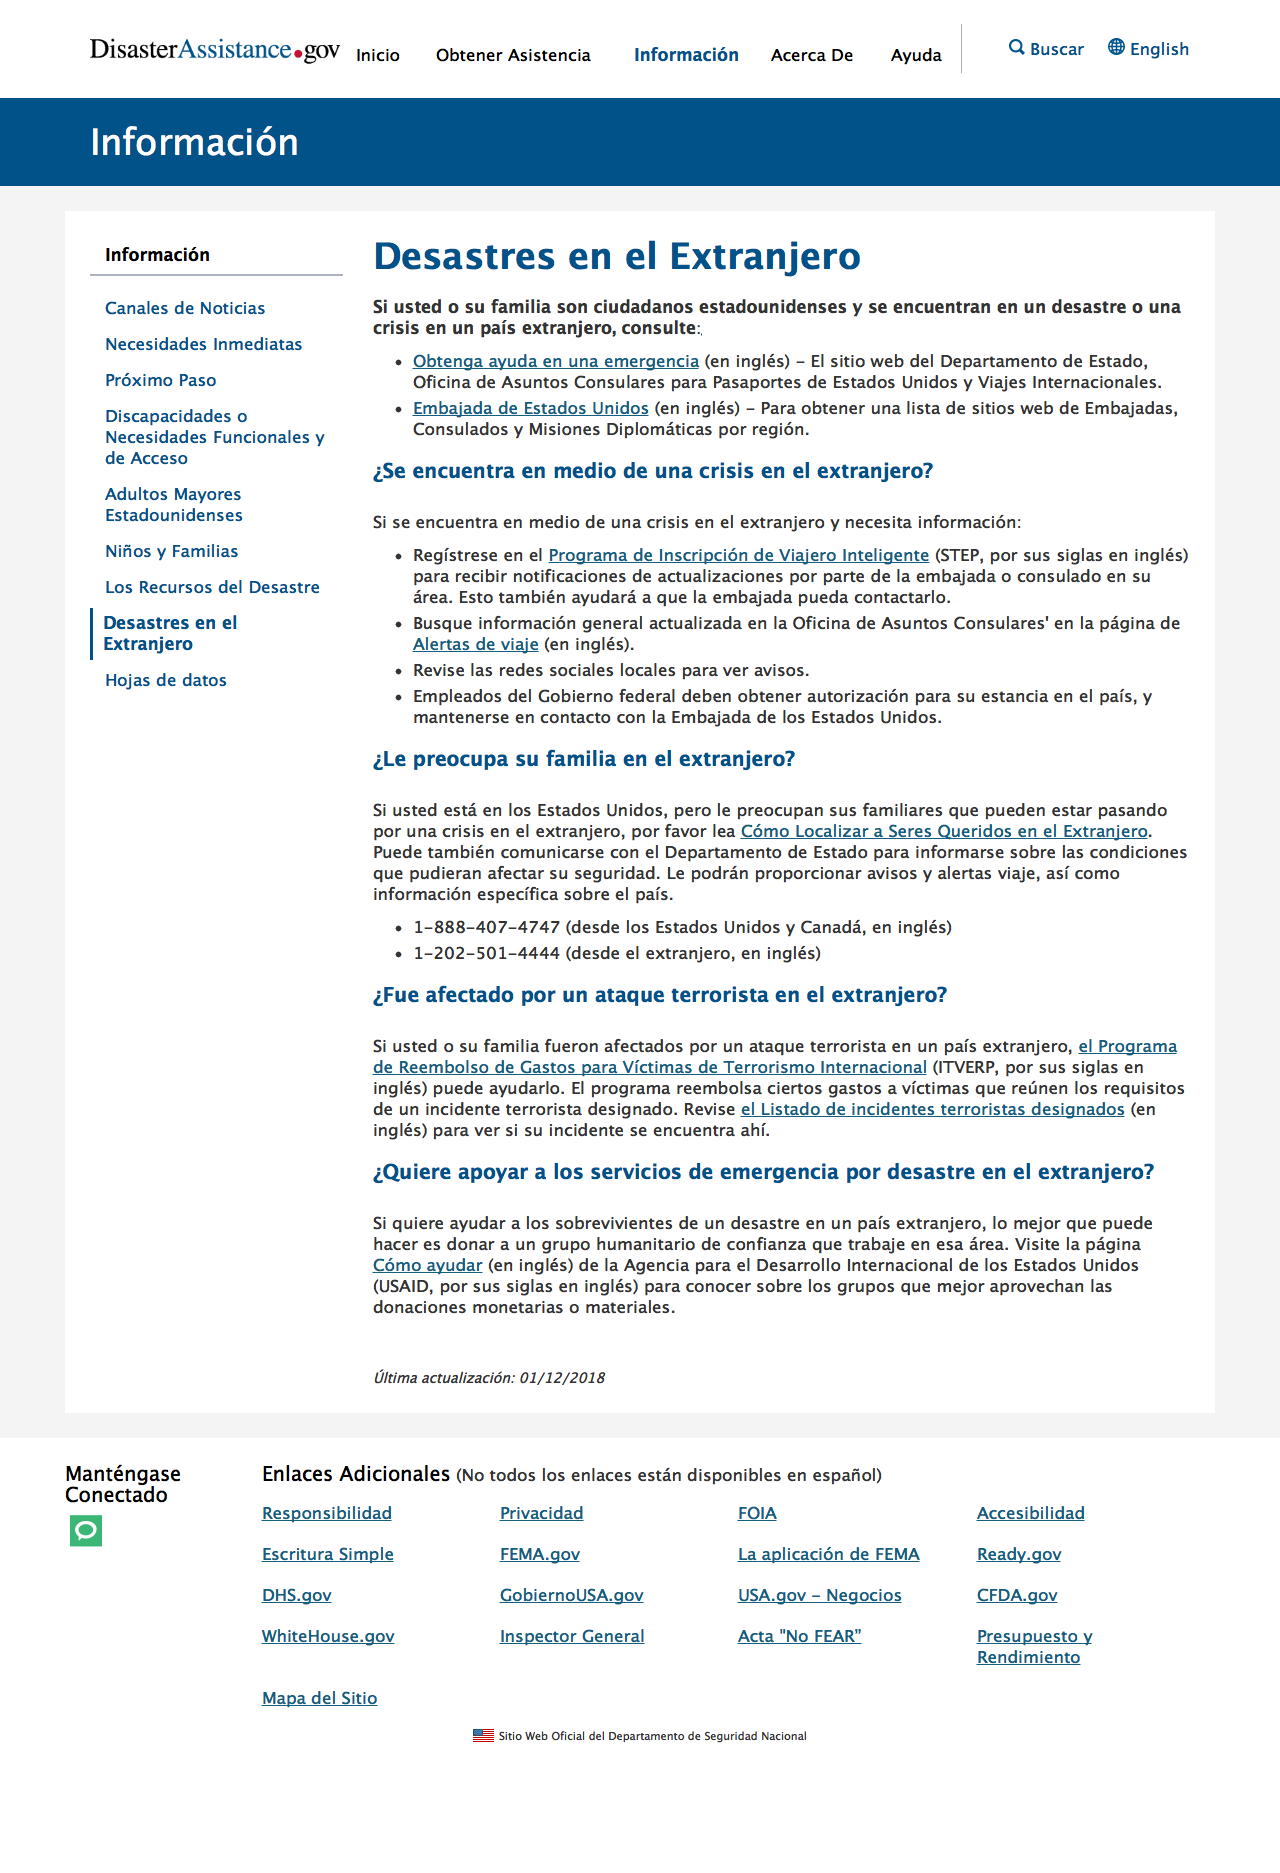 DisasterAssistance.gov
Inicio
Obtener Asistencia
Información
Acerca De
Ayuda
Buscar
English
Información
Información
Canales de Noticias
Necesidades Inmediatas
Próximo Paso
Discapacidades o
Necesidades Funcionales y
de Acceso
Adultos Mayores
Estadounidenses
Niños y Familias
Los Recursos del Desastre
Desastres en el
Extranjero
Hojas de datos
Desastres en el Extranjero
Si usted o su familia son ciudadanos estadounidenses y se encuentran en un desastre o una
crisis en un país extranjero, consulte:
• Obtenga ayuda en una emergencia (en inglés) – El sitio web del Departamento de Estado,
Oficina de Asuntos Consulares para Pasaportes de Estados Unidos y Viajes Internacionales.
• Embajada de Estados Unidos (en inglés) – Para obtener una lista de sitios web de Embajadas,
Consulados y Misiones Diplomáticas por región.
¿Se encuentra en medio de una crisis en el extranjero?
Si se encuentra en medio de una crisis en el extranjero y necesita información:
• Regístrese en el Programa de Inscripción de Viajero Inteligente (STEP, por sus siglas en inglés)
para recibir notificaciones de actualizaciones por parte de la embajada o consulado en su
área. Esto también ayudará a que la embajada pueda contactarlo.
• Busque información general actualizada en la Oficina de Asuntos Consulares' en la página de
Alertas de viaje (en inglés).
• Revise las redes sociales locales para ver avisos.
• Empleados del Gobierno federal deben obtener autorización para su estancia en el país, y
mantenerse en contacto con la Embajada de los Estados Unidos.
¿Le preocupa su familia en el extranjero?
Si usted está en los Estados Unidos, pero le preocupan sus familiares que pueden estar pasando
por una crisis en el extranjero, por favor lea Cómo Localizar a Seres Queridos en el Extranjero.
Puede también comunicarse con el Departamento de Estado para informarse sobre las condiciones
que pudieran afectar su seguridad. Le podrán proporcionar avisos y alertas viaje, así como
información específica sobre el país.
• 1-888-407-4747 (desde los Estados Unidos y Canadá, en inglés)
• 1-202-501-4444 (desde el extranjero, en inglés)
¿Fue afectado por un ataque terrorista en el extranjero?
Si usted o su familia fueron afectados por un ataque terrorista en un país extranjero, el Programa
de Reembolso de Gastos para Víctimas de Terrorismo Internacional (ITVERP, por sus siglas en
inglés) puede ayudarlo. El programa reembolsa ciertos gastos a víctimas que reúnen los requisitos
de un incidente terrorista designado. Revise el Listado de incidentes terroristas designados (en
inglés) para ver si su incidente se encuentra ahí.
¿Quiere apoyar a los servicios de emergencia por desastre en el extranjero?
Si quiere ayudar a los sobrevivientes de un desastre en un país extranjero, lo mejor que puede
hacer es donar a un grupo humanitario de confianza que trabaje en esa área. Visite la página
Cómo ayudar (en inglés) de la Agencia para el Desarrollo Internacional de los Estados Unidos
(USAID, por sus siglas en inglés) para conocer sobre los grupos que mejor aprovechan las
donaciones monetarias o materiales.
Última actualización: 01/12/2018
Manténgase
Conectado
Enlaces Adicionales (No todos los enlaces están disponibles en español)
Responsibilidad
Privacidad
FOIA
Accesibilidad
Escritura Simple
FEMA.gov
La aplicación de FEMA
Ready.gov
DHS.gov
GobiernoUSA.gov
USA.gov – Negocios
CFDA.gov
WhiteHouse.gov
Inspector General
Acta "No FEAR”
Presupuesto y
Rendimiento
Mapa del Sitio
Sitio Web Oficial del Departamento de Seguridad Nacional